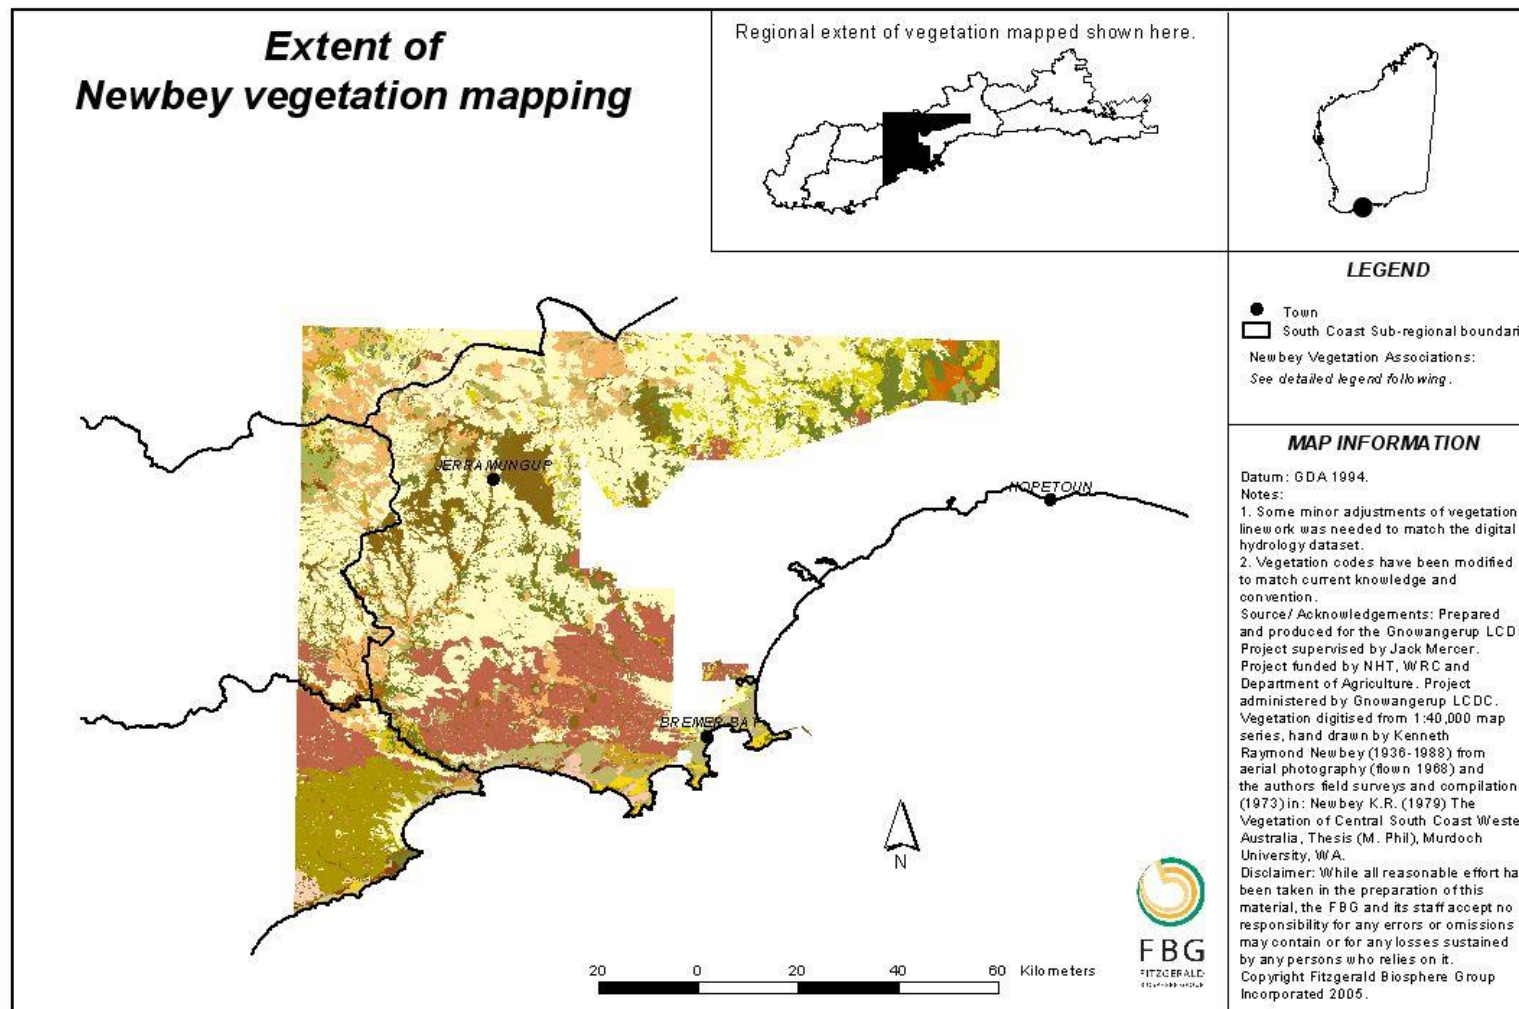 Extent of
Newbey vegetation mapping
Regional extent of vegetation mapped shown here.
LEGEND
Town
South Coast Sub-regional boundari
Newbey Vegetation Associations:
See detailed legend following.
MAP INFORMATION
Datum: GDA 1994.
Notes:
1. Some minor adjustments of vegetation
linework was needed to match the digital
hydrology dataset.
2. Vegetation codes have been modified
to match current knowledge and
convention.
Source/ Acknowledgements: Prepared
and produced for the Gnowangerup LCD
Project supervised by Jack Mercer.
Project funded by NHT, WRC and
Department of Agriculture. Project
administered by Gnowangerup LCDC.
Vegetation digitised from 1:40,000 map
series, hand drawn by Kenneth
Raymond Newbey (1936-1988) from
aerial photography (flown 1968) and
the authors field surveys and compilation
(1973) in: Newbey K.R. (1979) The
Vegetation of Central South Coast Weste
Australia, Thesis (M. Phil), Murdoch
University, WA.
Disclaimer: While all reasonable effort ha
been taken in the preparation of this
material, the FBG and its staff accept no
responsibility for any errors or omissions
may contain or for any losses sustained
by any persons who relies on it.
Copyright Fitzgerald Biosphere Group
Incorporated 2005.
JERRAMUNGUP
HOPETOUN
BREMER BAY
N
FBG
FITZGERALD
BIOSPHERE GROUP
20 0 20 40 60 Kilometers